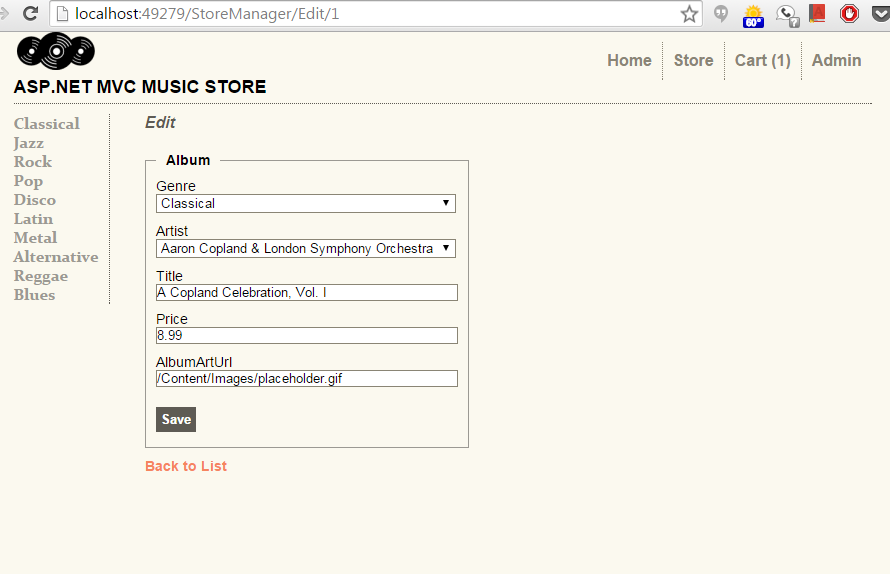 localhost:49279/StoreManager/Edit/1
60°
?
Home Store Cart (1) Admin
ASP.NET MVC MUSIC STORE
Classical
Jazz
Rock
Pop
Disco
Latin
Metal
Alternative
Reggae
Blues
Edit
Album
Genre
Classical
Artist
Aaron Copland & London Symphony Orchestra
Title
A Copland Celebration, Vol. I
Price
8.99
AlbumArtUrl
/Content/Images/placeholder.gif
Save
Back to List